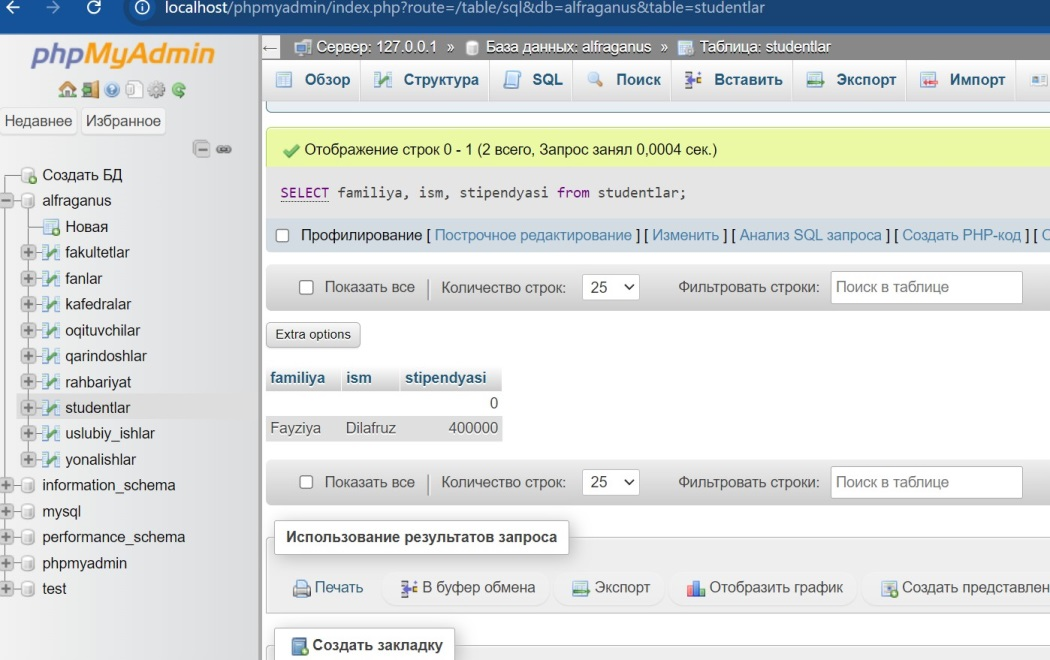 localhost/phpmyadmin/index.php?route=/table/sql&db=alfraganus&table=studentlar
phpMyAdmin
Недавнее Избранное
Создать БД
alfraganus
Новая
fakultetlar
fanlar
kafedralar
oqituvchilar
qarindoshlar
rahbariyat
studentlar
uslubiy_ishlar
yonalishlar
information_schema
mysql
performance_schema
phpmyadmin
test
Сервер: 127.0.0.1 » База данных: alfraganus » Таблица: studentlar
Обзор Структура SQL Поиск Вставить Экспорт Импорт
Отображение строк 0 - 1 (2 всего, Запрос занял 0,0004 сек.)
SELECT familiya, ism, stipendyasi from studentlar;
Профилирование [ Построчное редактирование ] [ Изменить ] [ Анализ SQL запроса ] [ Создать PHP-код ] [
Показать все Количество строк: 25 Фильтровать строки: Поиск в таблице
Extra options
familiya ism stipendyasi
0
Fayziya Dilafruz 400000
Показать все Количество строк: 25 Фильтровать строки: Поиск в таблице
Использование результатов запроса
Печать В буфер обмена Экспорт Отобразить график Создать представлен
Создать закладку